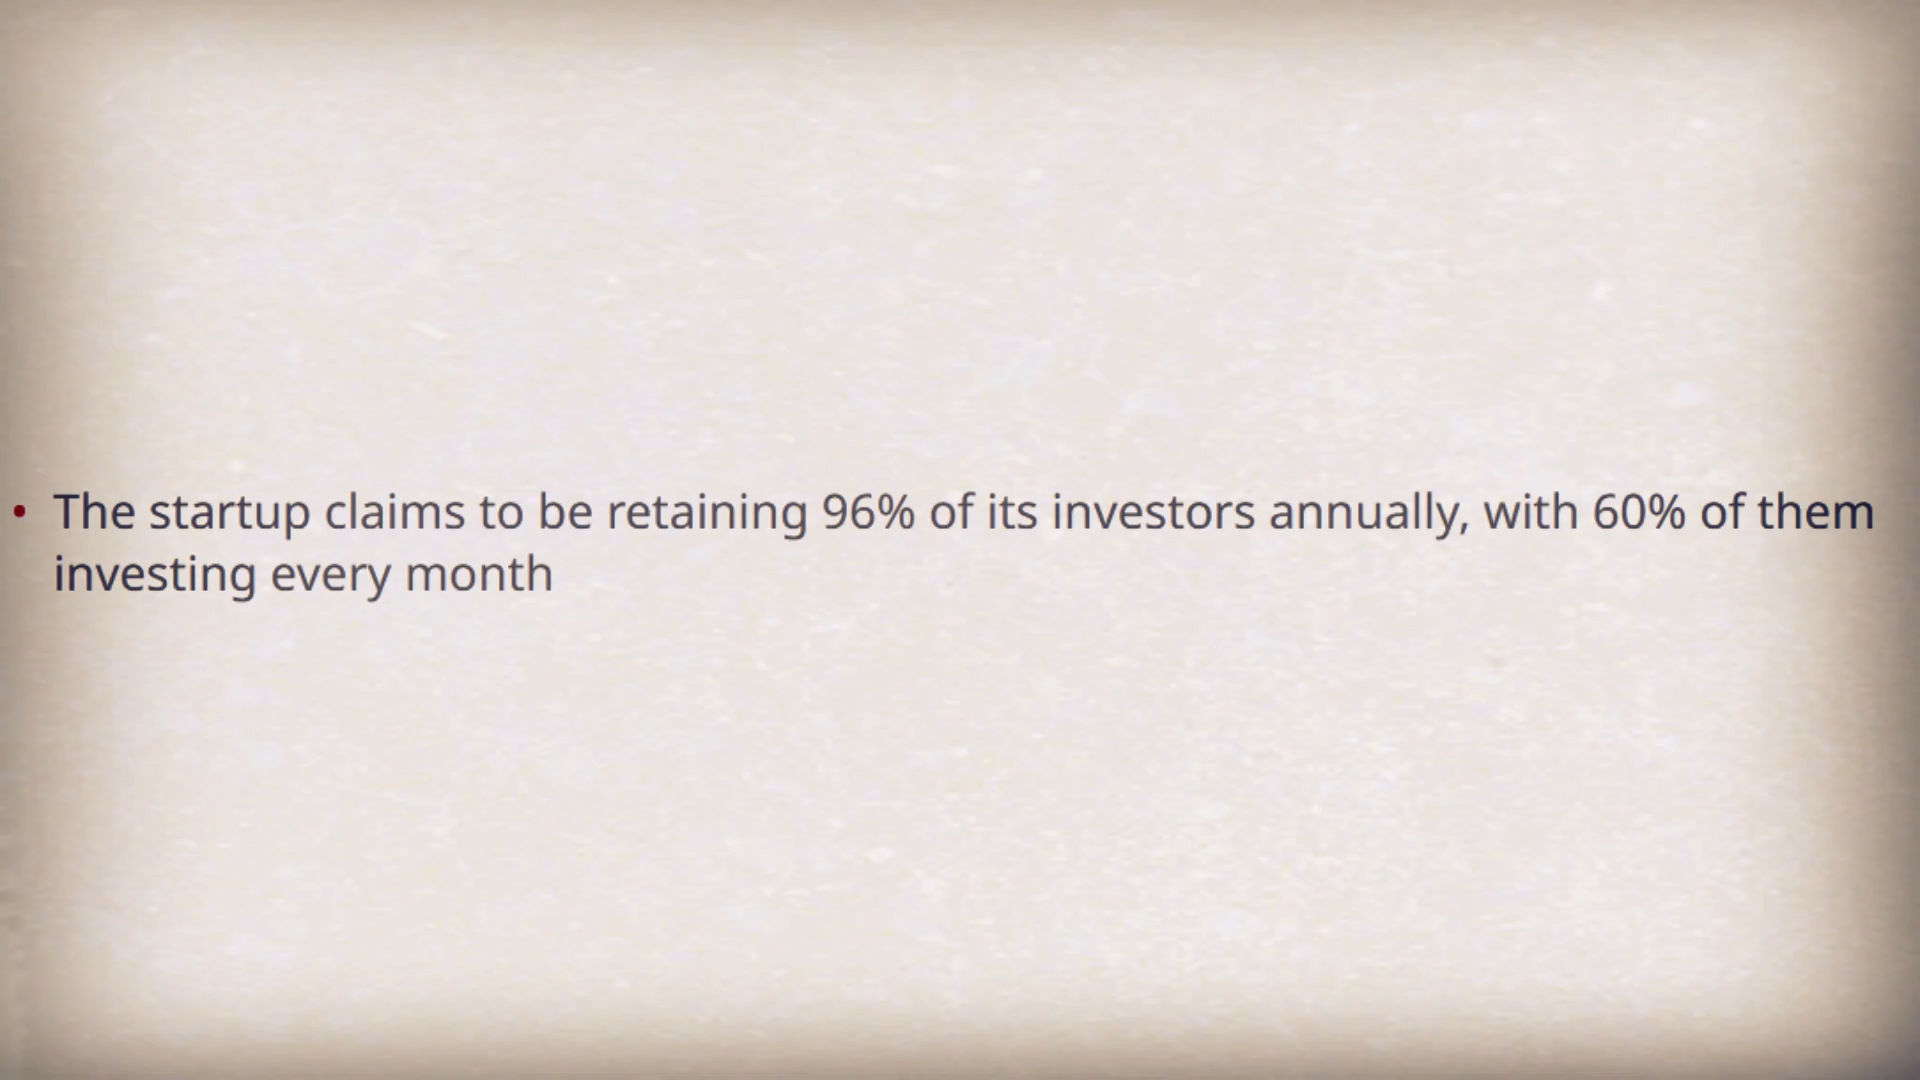 • The startup claims to be retaining 96% of its investors annually, with 60% of them
investing every month